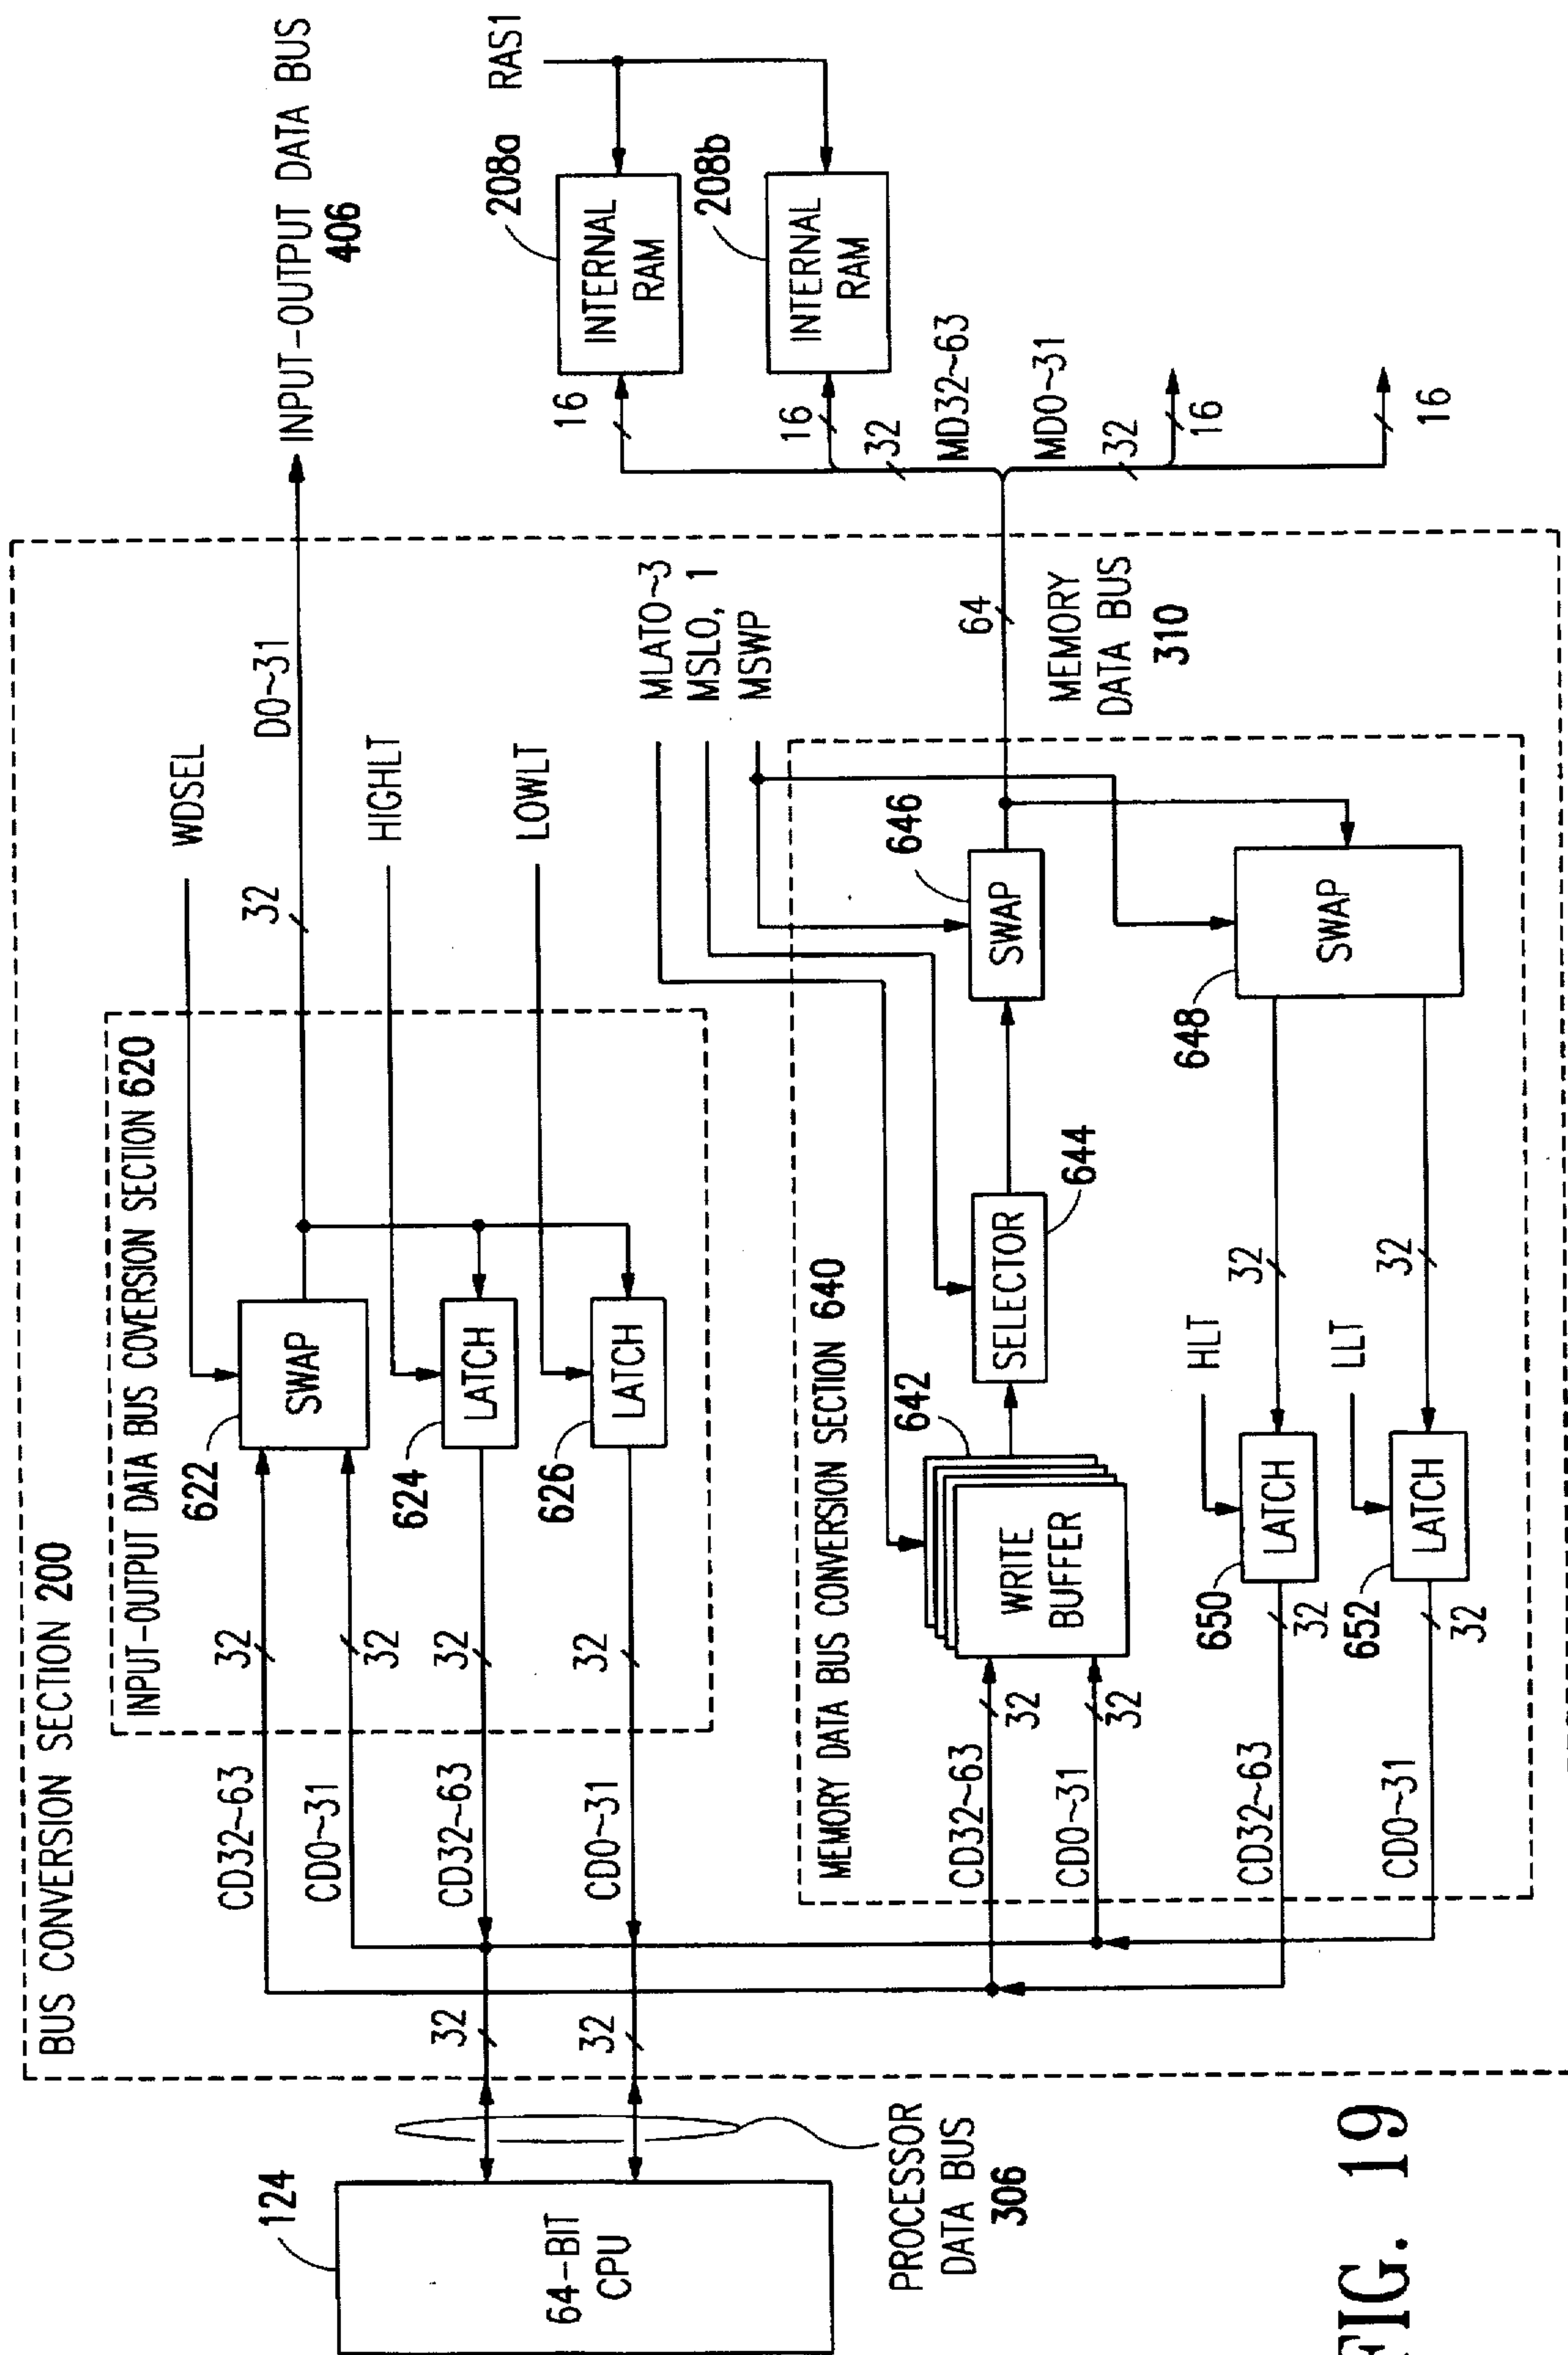 BUS CONVERSION SECTION 200
INPUT-OUTPUT DATA BUS COVERSION SECTION 620
WDSEL
D0~31
INPUT-OUTPUT DATA BUS
406
32
CD32~63
32
622
SWAP
CD0~31
32
HIGHLT
CD32~63
32
624
LATCH
LOWLT
CD0~31
32
626
LATCH
124
64-BIT
CPU
32
32
PROCESSOR
DATA BUS
306
MEMORY DATA BUS CONVERSION SECTION 640
MLAT0~3
MSL0, 1
MSWP
CD32~63
32
CD0~31
32
642
WRITE
BUFFER
SELECTOR
644
646
SWAP
64
MEMORY
DATA BUS
310
648
SWAP
HLT
32
CD32~63
32
650
LATCH
LLT
32
CD0~31
32
652
LATCH
RAS1
208a
INTERNAL
RAM
16
208b
INTERNAL
RAM
16
32
MD32~63
MD0~31
32
16
16
FIG. 19